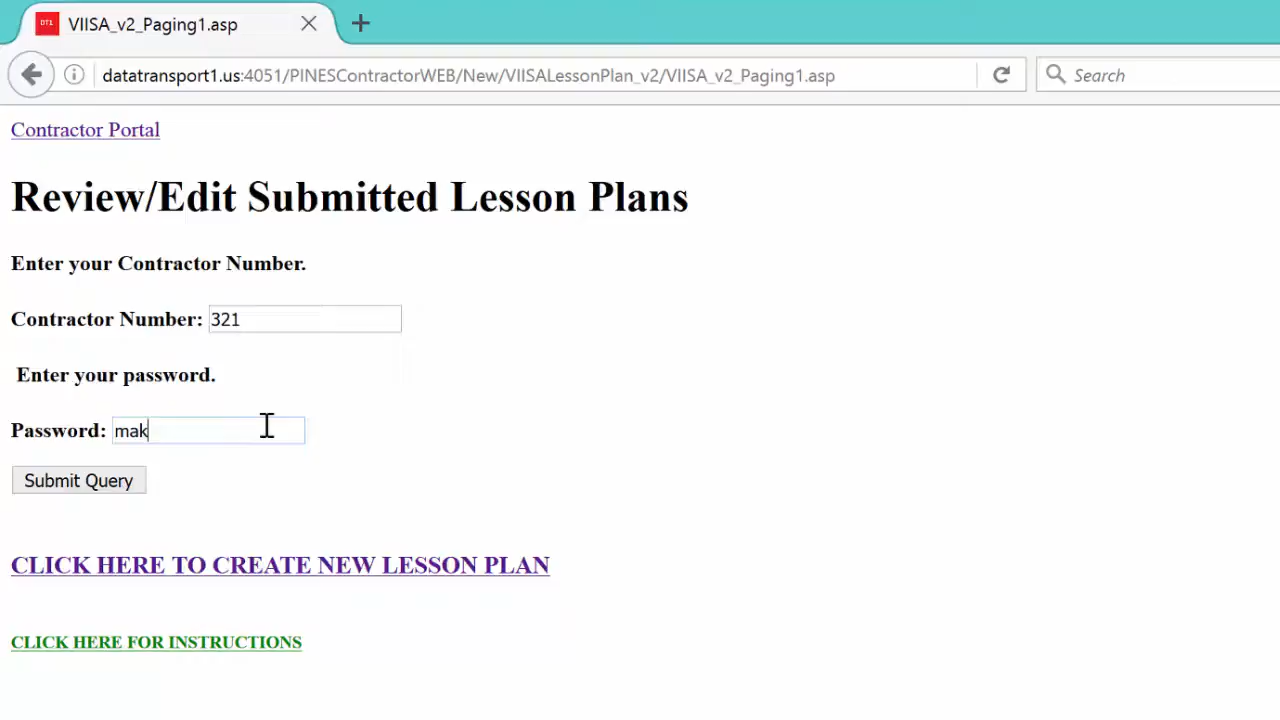 DT1 VIISA_v2_Paging1.asp
datatransport1.us:4051/PINESContractorWEB/New/VIISALessonPlan_v2/VIISA_v2_Paging1.asp Search
Contractor Portal
Review/Edit Submitted Lesson Plans
Enter your Contractor Number.
Contractor Number: 321
Enter your password.
Password: mak
Submit Query
CLICK HERE TO CREATE NEW LESSON PLAN
CLICK HERE FOR INSTRUCTIONS